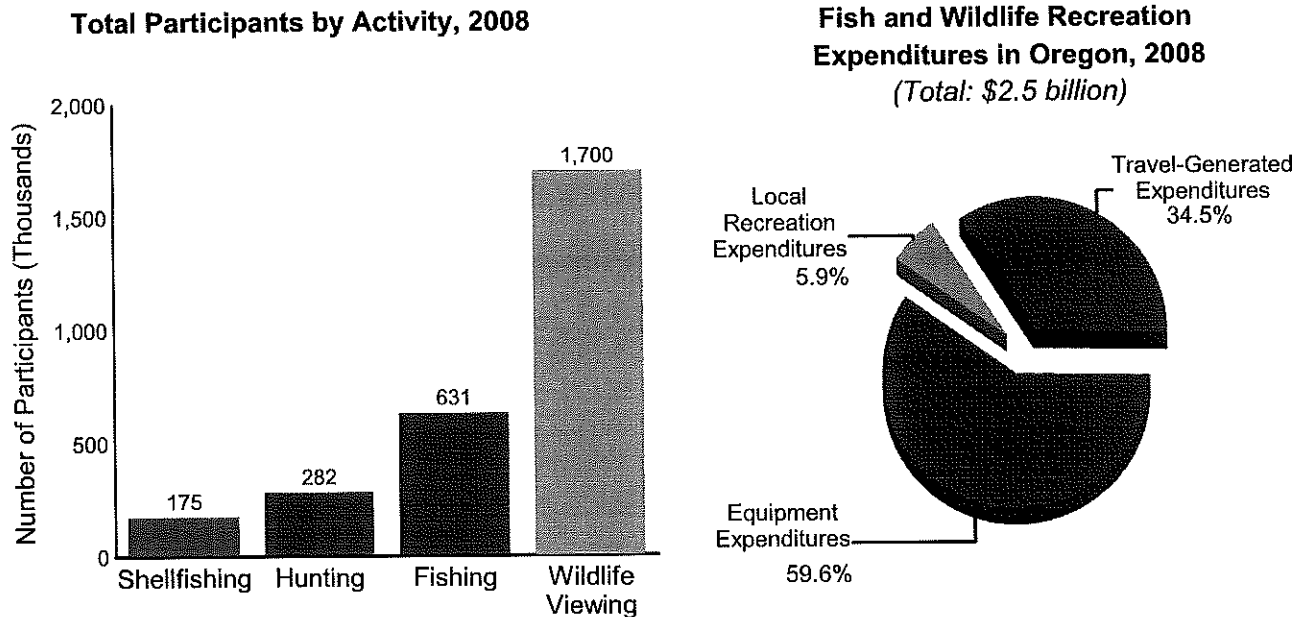 Total Participants by Activity, 2008
Number of Participants (Thousands)
2,000
1,500
1,000
500
0
175
282
631
1,700
Shellfishing
Hunting
Fishing
Wildlife
Viewing
Fish and Wildlife Recreation
Expenditures in Oregon, 2008
(Total: $2.5 billion)
Local
Recreation
Expenditures
5.9%
Travel-Generated
Expenditures
34.5%
Equipment
Expenditures
59.6%